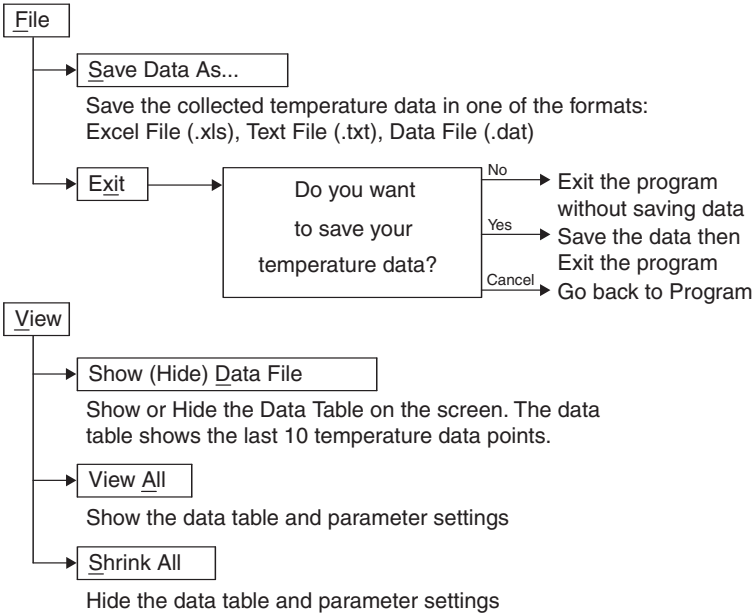 File
Save Data As...
Save the collected temperature data in one of the formats:
Excel File (.xls), Text File (.txt), Data File (.dat)
Exit
Do you want
to save your
temperature data?
No
Exit the program
without saving data
Yes
Save the data then
Exit the program
Cancel
Go back to Program
View
Show (Hide) Data File
Show or Hide the Data Table on the screen. The data
table shows the last 10 temperature data points.
View All
Show the data table and parameter settings
Shrink All
Hide the data table and parameter settings